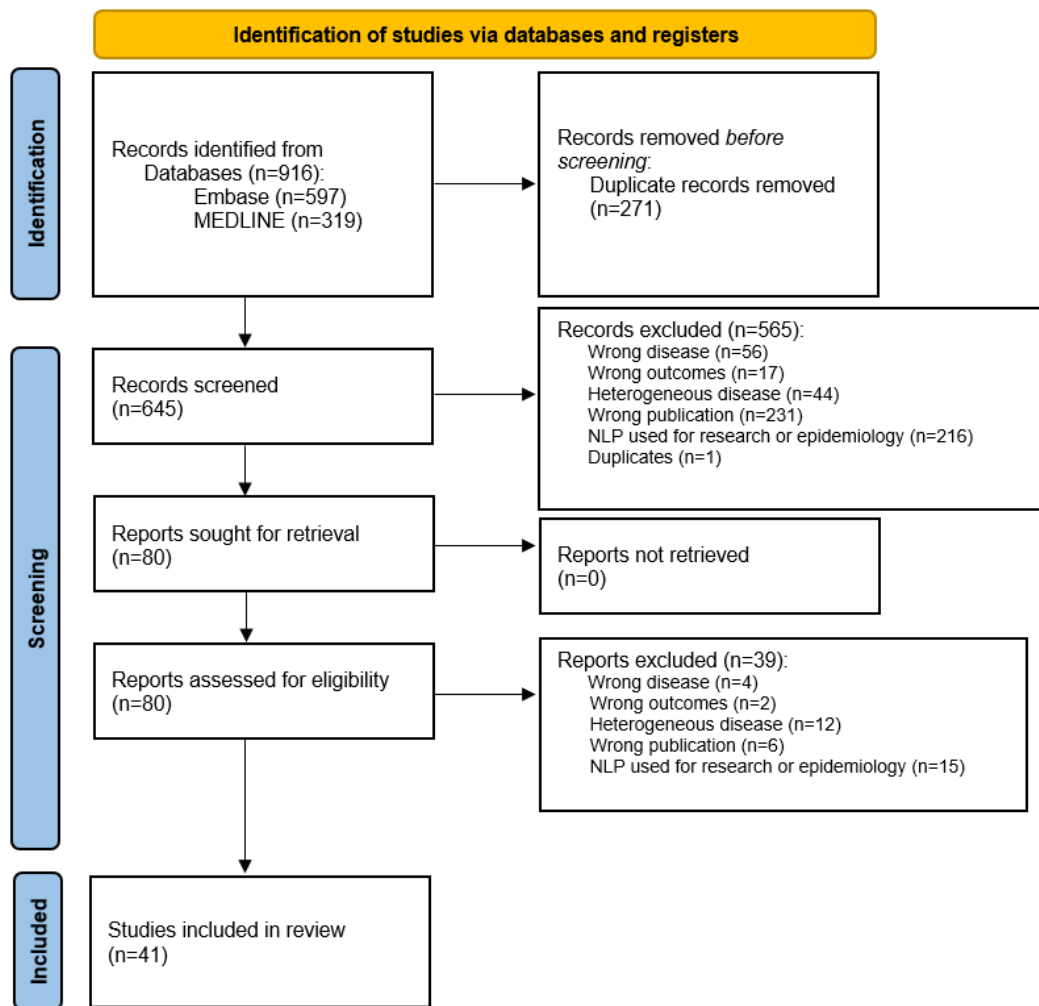 Identification of studies via databases and registers
Identification
Records identified from
Databases (n=916):
Embase (n=597)
MEDLINE (n=319)
Records removed before
screening:
Duplicate records removed
(n=271)
Screening
Records screened
(n=645)
Records excluded (n=565):
Wrong disease (n=56)
Wrong outcomes (n=17)
Heterogeneous disease (n=44)
Wrong publication (n=231)
NLP used for research or epidemiology (n=216)
Duplicates (n=1)
Reports sought for retrieval
(n=80)
Reports not retrieved
(n=0)
Reports assessed for eligibility
(n=80)
Reports excluded (n=39):
Wrong disease (n=4)
Wrong outcomes (n=2)
Heterogeneous disease (n=12)
Wrong publication (n=6)
NLP used for research or epidemiology (n=15)
Included
Studies included in review
(n=41)